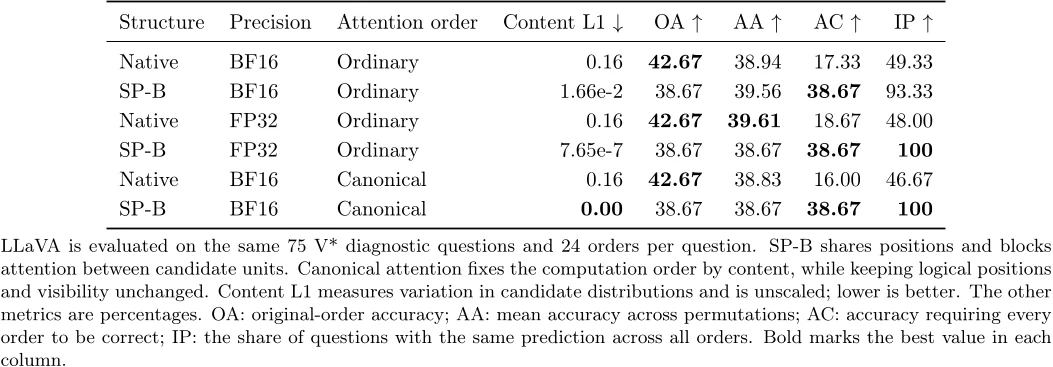 Structure Precision Attention order Content L1 ↓ OA ↑ AA ↑ AC ↑ IP ↑
Native BF16 Ordinary 0.16 42.67 38.94 17.33 49.33
SP-B BF16 Ordinary 1.66e-2 38.67 39.56 38.67 93.33
Native FP32 Ordinary 0.16 42.67 39.61 18.67 48.00
SP-B FP32 Ordinary 7.65e-7 38.67 38.67 38.67 100
Native BF16 Canonical 0.16 42.67 38.83 16.00 46.67
SP-B BF16 Canonical 0.00 38.67 38.67 38.67 100
LLaVA is evaluated on the same 75 V* diagnostic questions and 24 orders per question. SP-B shares positions and blocks
attention between candidate units. Canonical attention fixes the computation order by content, while keeping logical positions
and visibility unchanged. Content L1 measures variation in candidate distributions and is unscaled; lower is better. The other
metrics are percentages. OA: original-order accuracy; AA: mean accuracy across permutations; AC: accuracy requiring every
order to be correct; IP: the share of questions with the same prediction across all orders. Bold marks the best value in each
column.